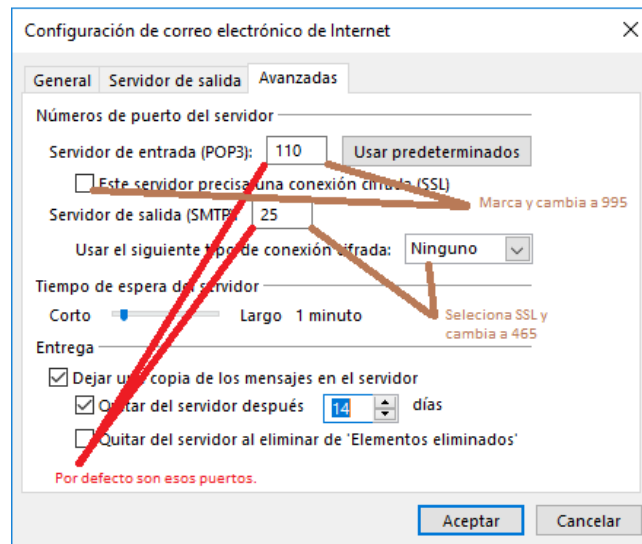 Configuración de correo electrónico de Internet
General Servidor de salida Avanzadas
Números de puerto del servidor
Servidor de entrada (POP3): 110 Usar predeterminados
Este servidor precisa una conexión cifrada (SSL)
Marca y cambia a 995
Servidor de salida (SMTP): 25
Usar el siguiente tipo de conexión cifrada: Ninguno
Tiempo de espera del servidor
Corto Largo 1 minuto
Selecciona SSL y
cambia a 465
Entrega
Dejar una copia de los mensajes en el servidor
Quitar del servidor después 14 días
Quitar del servidor al eliminar de 'Elementos eliminados'
Por defecto son esos puertos.
Aceptar Cancelar